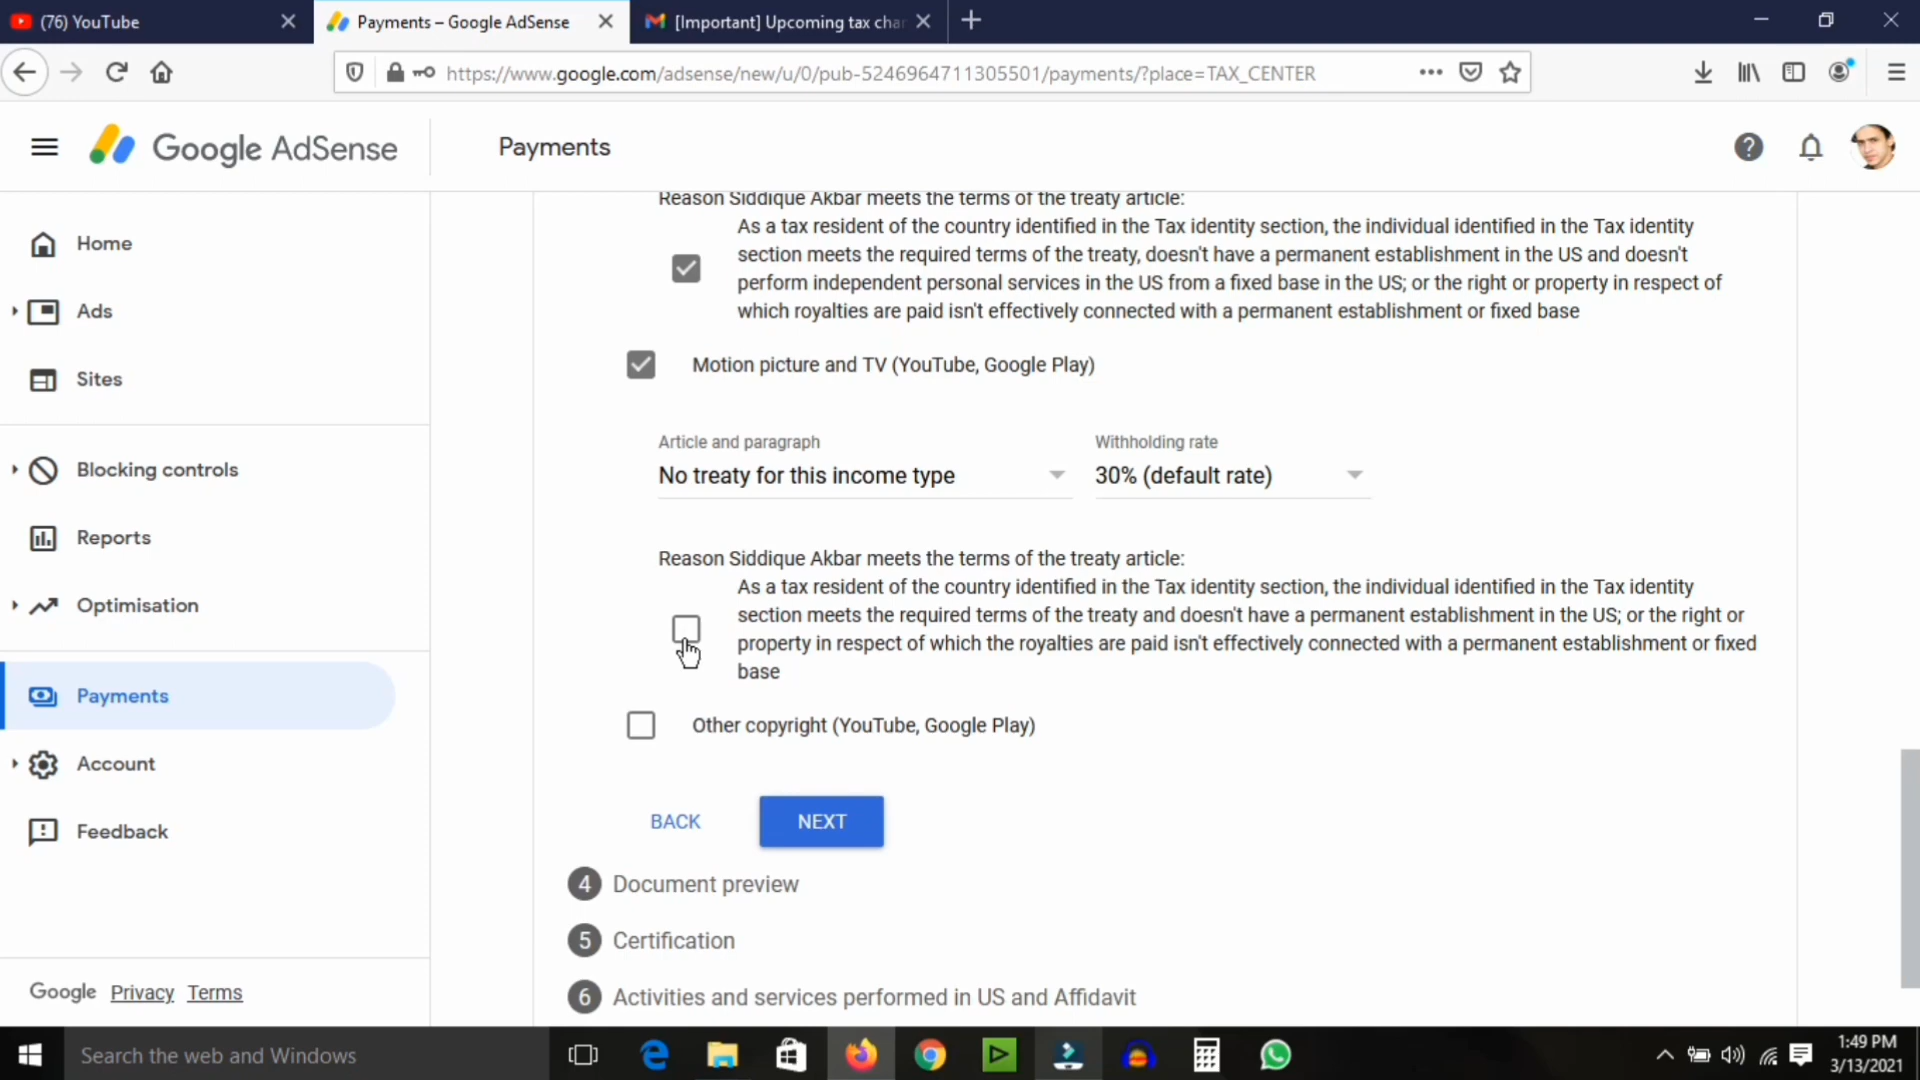 (76) YouTube
Payments – Google AdSense
[Important] Upcoming tax cha
https://www.google.com/adsense/new/u/0/pub-5246964711305501/payments/?place=TAX_CENTER
Google AdSense
Payments
Home
Ads
Sites
Blocking controls
Reports
Optimisation
Payments
Account
Feedback
Google Privacy Terms
Reason Siddique Akbar meets the terms of the treaty article:
As a tax resident of the country identified in the Tax identity section, the individual identified in the Tax identity
section meets the required terms of the treaty, doesn't have a permanent establishment in the US and doesn't
perform independent personal services in the US from a fixed base in the US; or the right or property in respect of
which royalties are paid isn't effectively connected with a permanent establishment or fixed base
Motion picture and TV (YouTube, Google Play)
Article and paragraph
Withholding rate
No treaty for this income type
30% (default rate)
Reason Siddique Akbar meets the terms of the treaty article:
As a tax resident of the country identified in the Tax identity section, the individual identified in the Tax identity
section meets the required terms of the treaty and doesn't have a permanent establishment in the US; or the right or
property in respect of which the royalties are paid isn't effectively connected with a permanent establishment or fixed
base
Other copyright (YouTube, Google Play)
BACK
NEXT
4 Document preview
5 Certification
6 Activities and services performed in US and Affidavit
Search the web and Windows
1:49 PM
3/13/2021